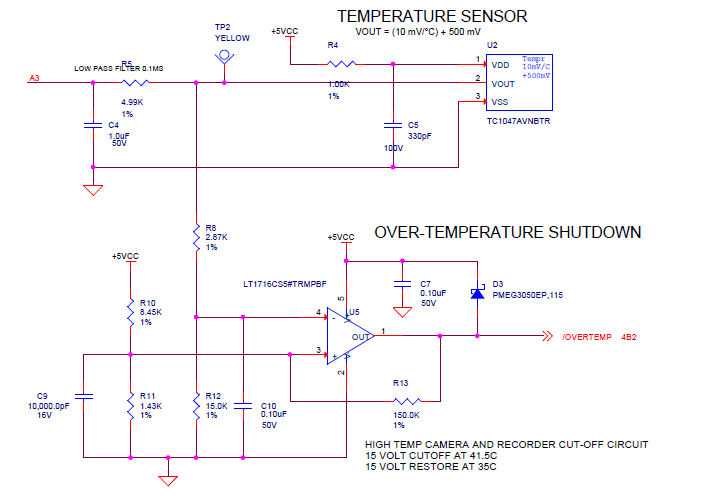 TEMPERATURE SENSOR
VOUT = (10 mV/°C) + 500 mV
TP2
YELLOW
+5VCC
R4
1.00K
1%
U2
1
VDD
2
VOUT
3
VSS
Tempr
10mV/C
+500mV
TC1047AVNBTR
R5
LOW PASS FILTER 0.1MS
A3
4.99K
1%
C4
1.0uF
50V
C5
330pF
100V
R8
2.87K
1%
OVER-TEMPERATURE SHUTDOWN
+5VCC
+5VCC
LT1716CS5#TRMPBF
C7
0.10uF
50V
D3
PMEG3050EP,115
R10
8.45K
1%
5
U5
4
-
OUT
1
3
+
2
/OVERTEMP 4B2
R13
150.0K
1%
C9
10,000.0pF
16V
R11
1.43K
1%
R12
15.0K
1%
C10
0.10uF
50V
HIGH TEMP CAMERA AND RECORDER CUT-OFF CIRCUIT
15 VOLT CUTOFF AT 41.5C
15 VOLT RESTORE AT 35C